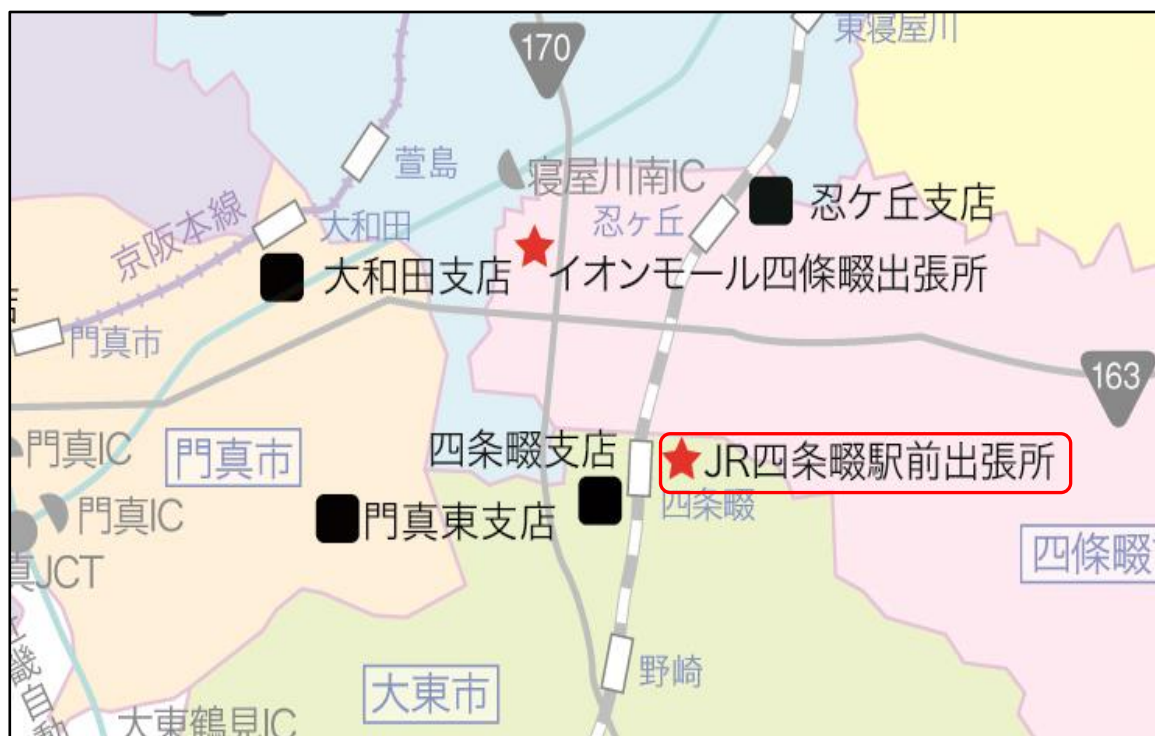 東寝屋川
170
萱島
寝屋川南IC
忍ケ丘支店
京阪本線
大和田
忍ヶ丘
大和田支店
イオンモール四條畷出張所
店
門真市
163
門真IC
門真市
四条畷支店
JR四条畷駅前出張所
門真IC
門真東支店
四条畷
四條畷
真JCT
野崎
大東市
畿自動
大東鶴見IC